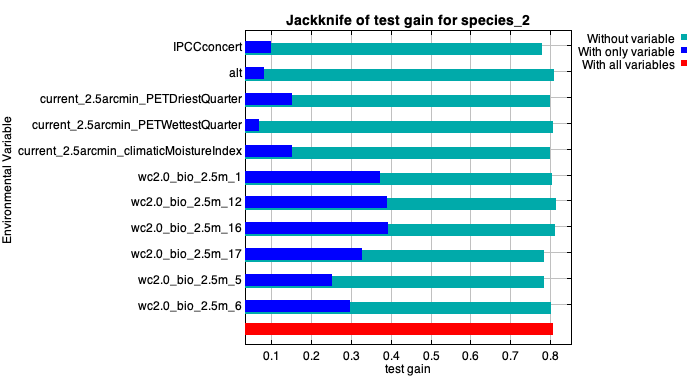 Jackknife of test gain for species_2
Without variable
With only variable
With all variables
Environmental Variable
IPCCconcert
alt
current_2.5arcmin_PETDriestQuarter
current_2.5arcmin_PETWettestQuarter
current_2.5arcmin_climaticMoistureIndex
wc2.0_bio_2.5m_1
wc2.0_bio_2.5m_12
wc2.0_bio_2.5m_16
wc2.0_bio_2.5m_17
wc2.0_bio_2.5m_5
wc2.0_bio_2.5m_6
0.1 0.2 0.3 0.4 0.5 0.6 0.7 0.8
test gain